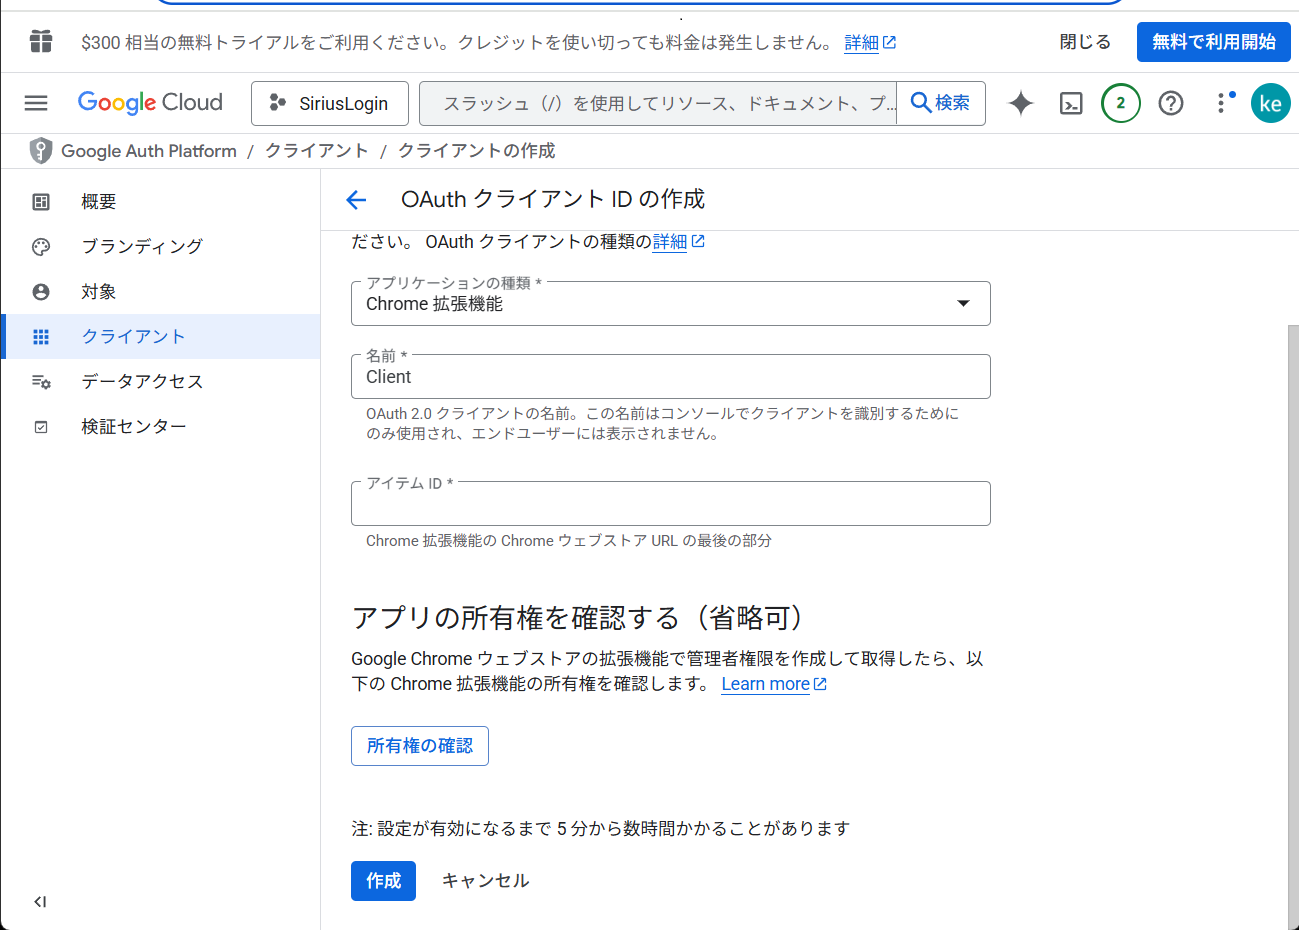 $300 相当の無料トライアルをご利用ください。クレジットを使い切っても料金は発生しません。 詳細
閉じる
無料で利用開始
Google Cloud
SiriusLogin
スラッシュ（/）を使用してリソース、ドキュメント、プ...
検索
2
ke
Google Auth Platform / クライアント / クライアントの作成
概要
ブランディング
対象
クライアント
データアクセス
検証センター
OAuth クライアント ID の作成
ださい。 OAuth クライアントの種類の詳細
アプリケーションの種類 *
Chrome 拡張機能
名前 *
Client
OAuth 2.0 クライアントの名前。この名前はコンソールでクライアントを識別するために
のみ使用され、エンドユーザーには表示されません。
アイテム ID *
Chrome 拡張機能の Chrome ウェブストア URL の最後の部分
アプリの所有権を確認する（省略可）
Google Chrome ウェブストアの拡張機能で管理者権限を作成して取得したら、以
下の Chrome 拡張機能の所有権を確認します。 Learn more
所有権の確認
注: 設定が有効になるまで 5 分から数時間かかることがあります
作成
キャンセル